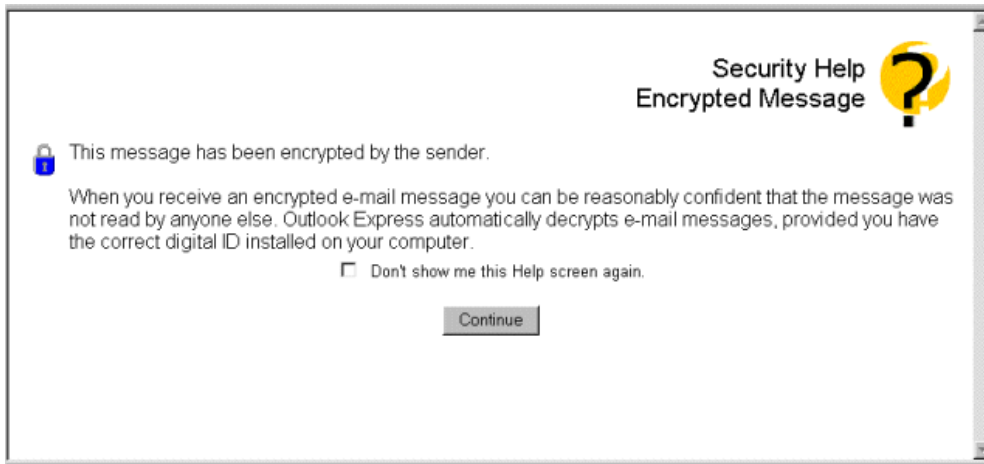 Security Help
Encrypted Message
This message has been encrypted by the sender.
When you receive an encrypted e-mail message you can be reasonably confident that the message was
not read by anyone else. Outlook Express automatically decrypts e-mail messages, provided you have
the correct digital ID installed on your computer.
Don't show me this Help screen again.
Continue